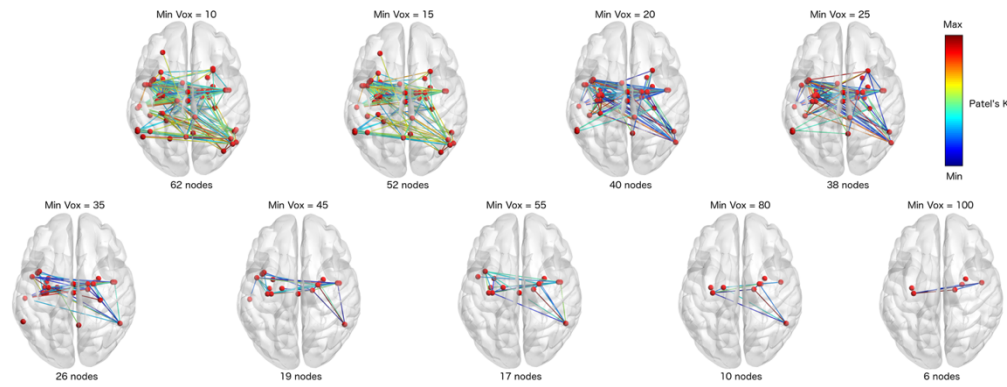 Min Vox = 10
Min Vox = 15
Min Vox = 20
Min Vox = 25
Max
Patel's K
Min
62 nodes
52 nodes
40 nodes
38 nodes
Min Vox = 35
Min Vox = 45
Min Vox = 55
Min Vox = 80
Min Vox = 100
26 nodes
19 nodes
17 nodes
10 nodes
6 nodes